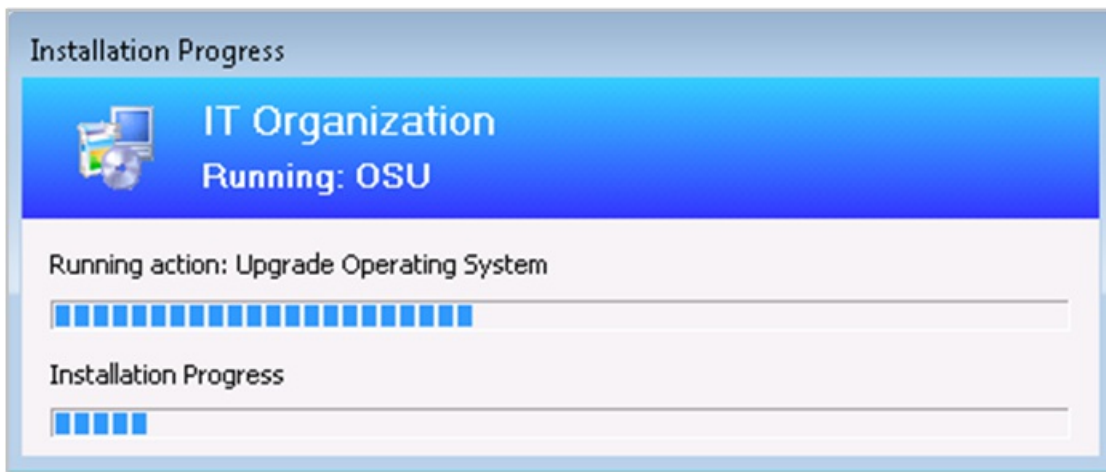 Installation Progress
IT Organization
Running: OSU
Running action: Upgrade Operating System
Installation Progress